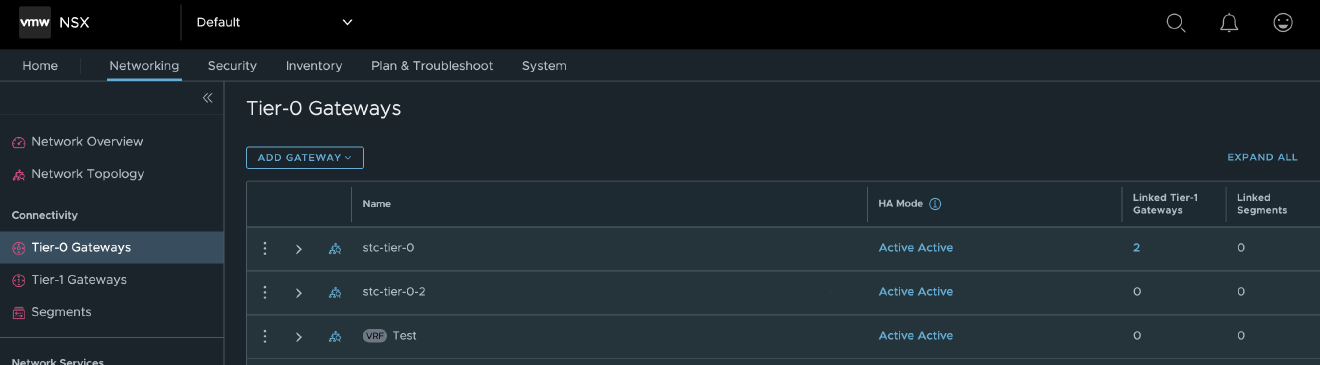 vmw NSX Default
Home Networking Security Inventory Plan & Troubleshoot System
Network Overview
Network Topology
Connectivity
Tier-0 Gateways
Tier-1 Gateways
Segments
Network Services
Tier-0 Gateways
ADD GATEWAY
EXPAND ALL
Name HA Mode Linked Tier-1 Gateways Linked Segments
stc-tier-0 Active Active 2 0
stc-tier-0-2 Active Active 0 0
VRF Test Active Active 0 0